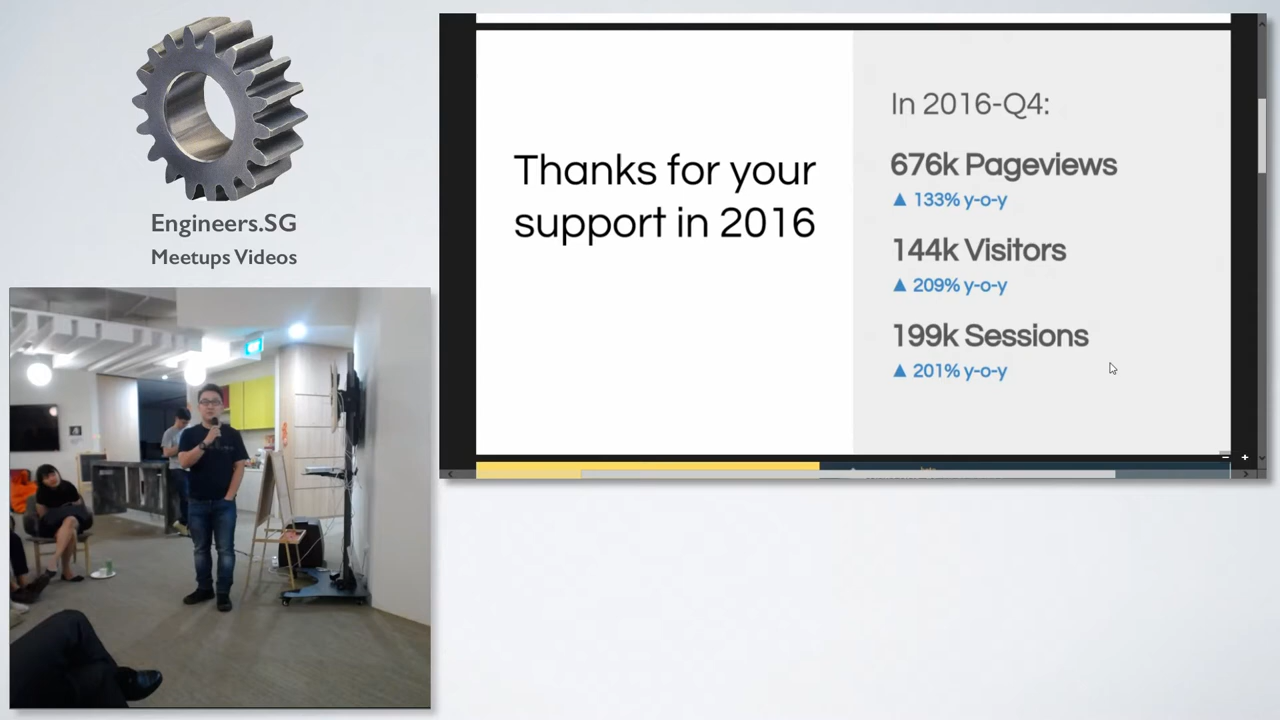 Engineers.SG
Meetups Videos
Thanks for your
support in 2016
In 2016-Q4:
676k Pageviews
▲ 133% y-o-y
144k Visitors
▲ 209% y-o-y
199k Sessions
▲ 201% y-o-y